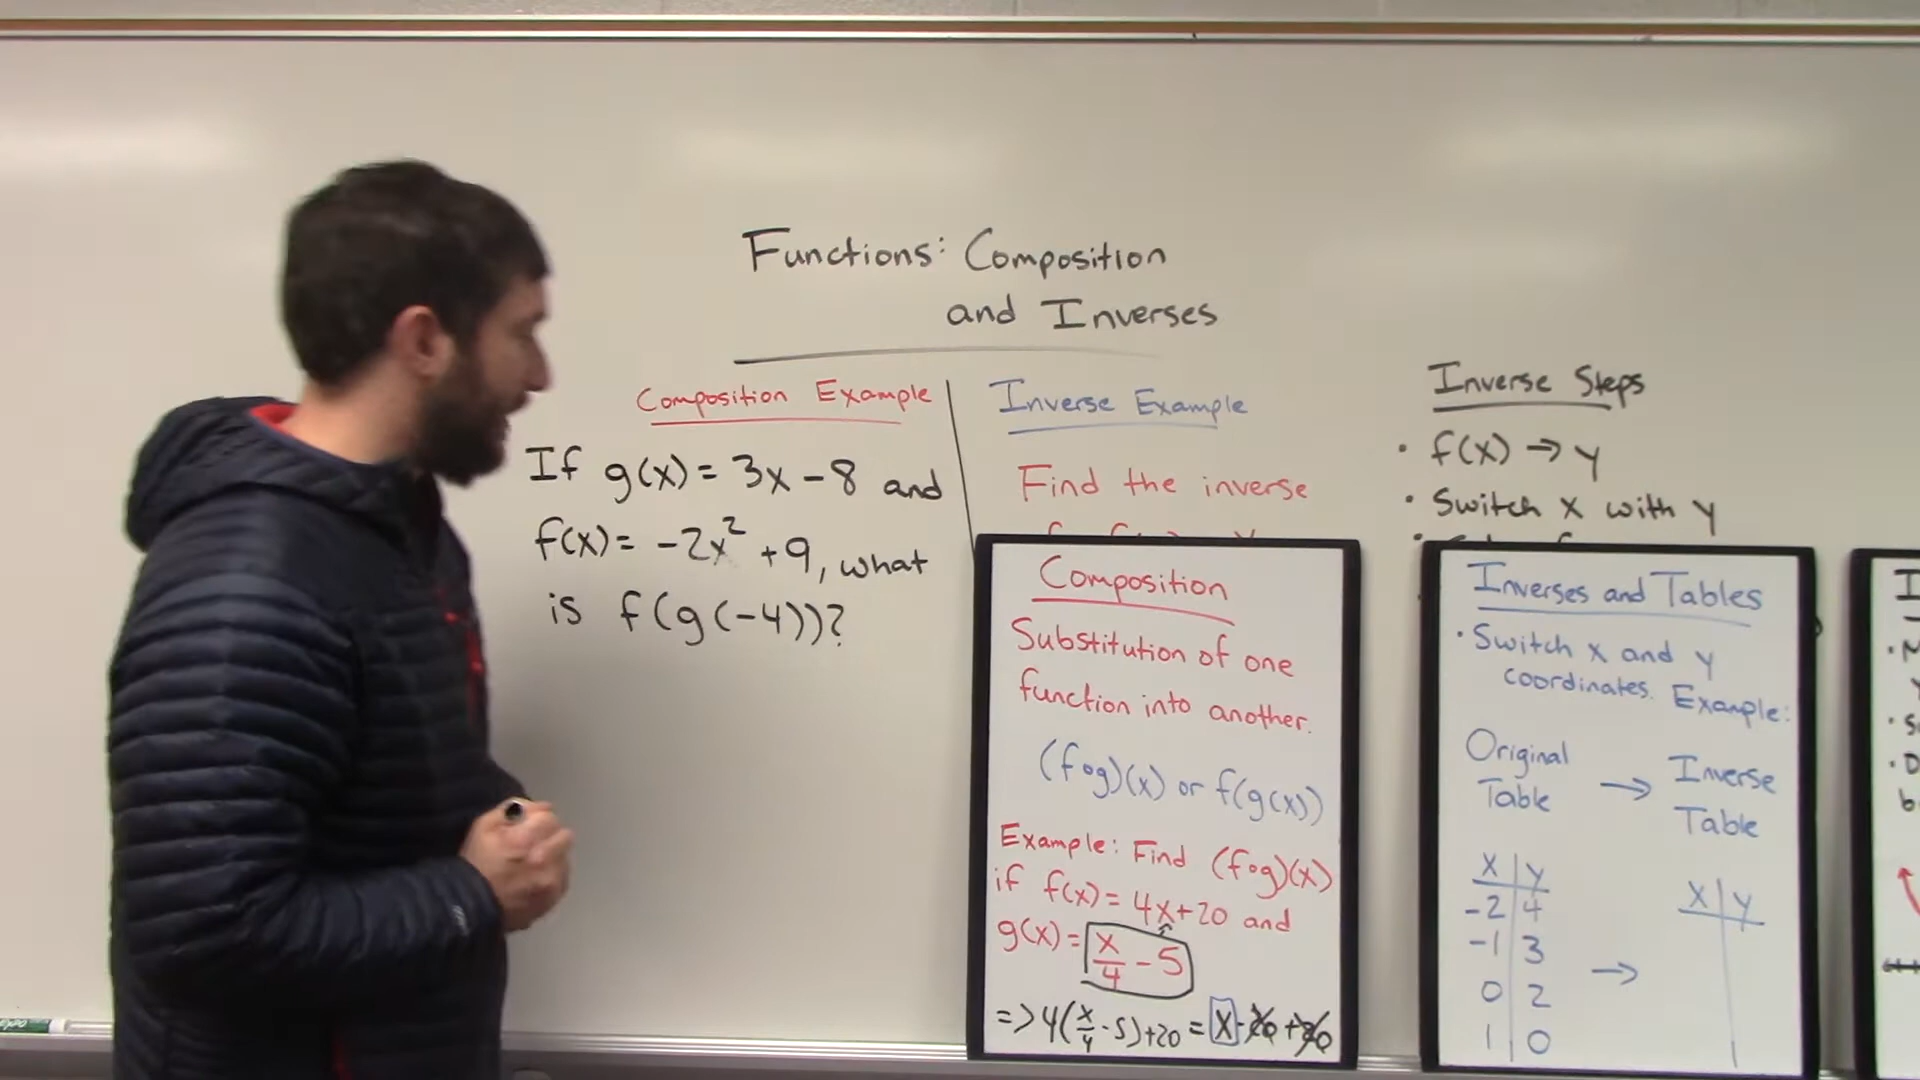 Functions: Composition
and Inverses
Composition Example
If g(x) = 3x - 8 and
f(x) = -2x² + 9, what
is f(g(-4))?
Inverse Example
Find the inverse
Inverse Steps
• f(x) → y
• Switch x with y
Composition
Substitution of one
function into another.
(f∘g)(x) or f(g(x))
Example: Find (f∘g)(x)
if f(x) = 4x+20 and
g(x) = x/4 - 5
=> 4(x/4 - 5)+20 = x - 20 + 20
Inverses and Tables
• Switch x and y
coordinates. Example:
Original Table → Inverse Table
x | y
-2 | 4
-1 | 3
0 | 2
1 | 0
→
x | y